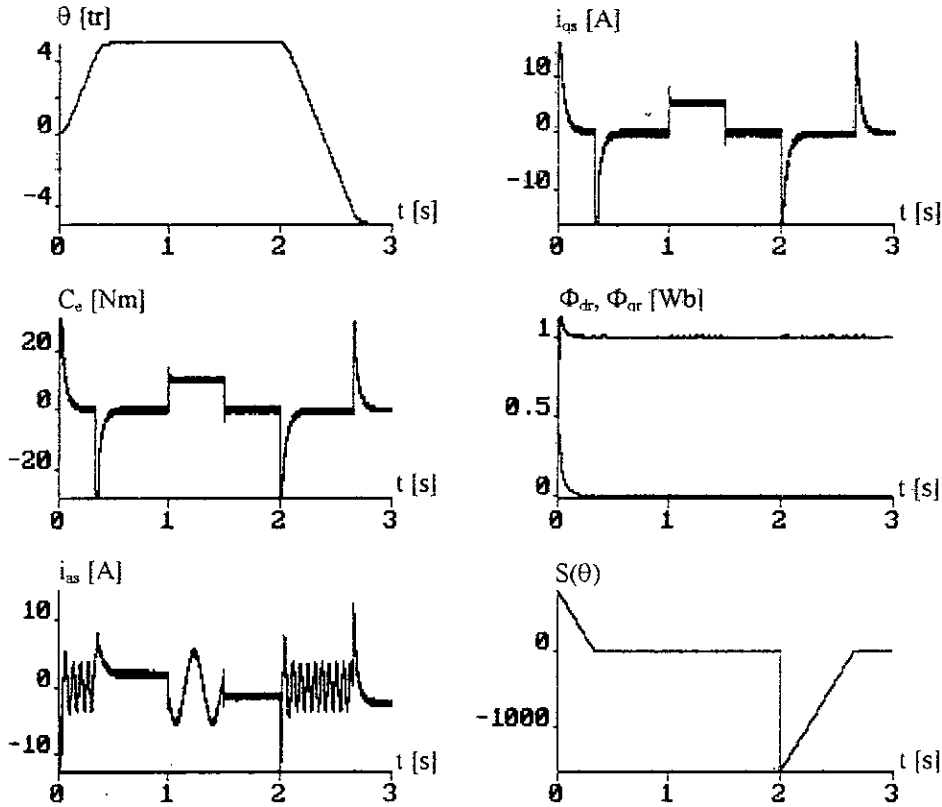 θ [tr]
4
0
-4
t [s]
0 1 2 3
i_qs [A]
10
0
-10
t [s]
0 1 2 3
C_e [Nm]
20
0
-20
t [s]
0 1 2 3
Φ_dr, Φ_qr [Wb]
1
0.5
0
t [s]
0 1 2 3
i_as [A]
10
0
-10
t [s]
0 1 2 3
S(θ)
0
-1000
t [s]
0 1 2 3